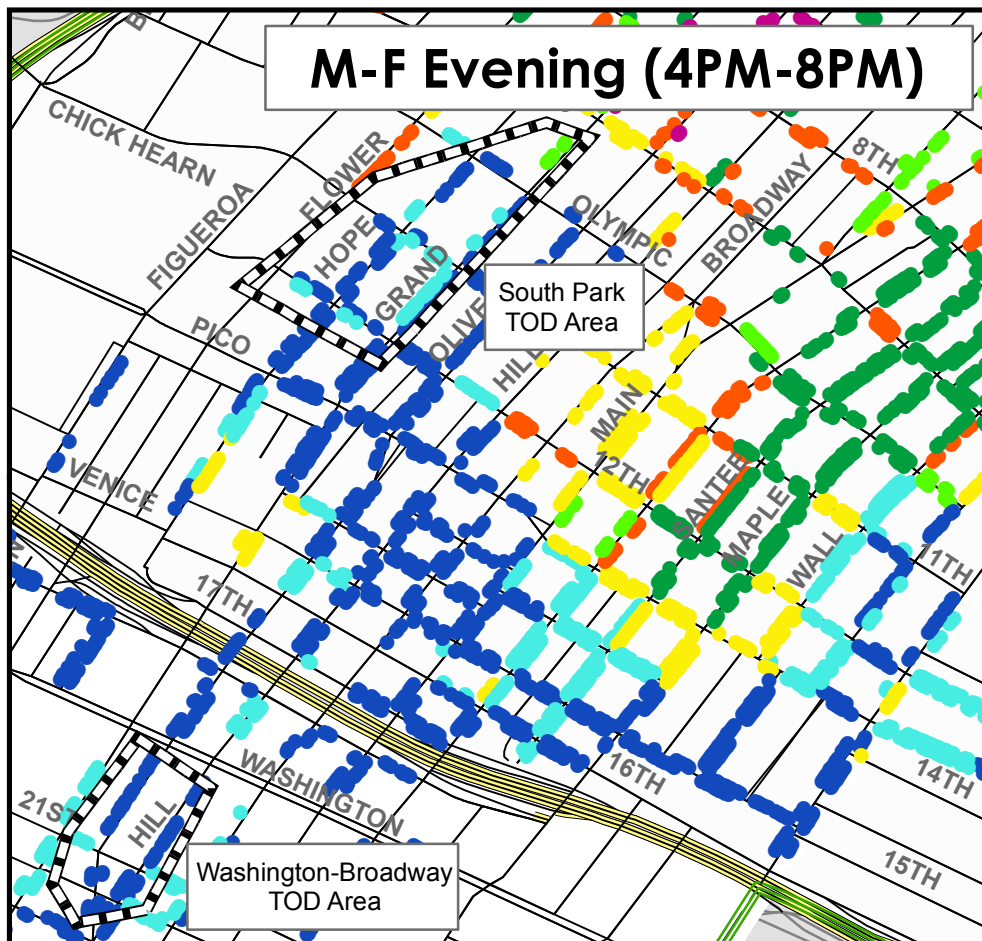 M-F Evening (4PM-8PM)
CHICK HEARN
FLOWER
8TH
FIGUEROA
HOPE
OLYMPIC
BROADWAY
GRAND
South Park
TOD Area
PICO
OLIVE
HILL
MAIN
12TH
SANTEE
VENICE
MAPLE
WALL
11TH
17TH
WASHINGTON
16TH
14TH
21ST
HILL
15TH
Washington-Broadway
TOD Area